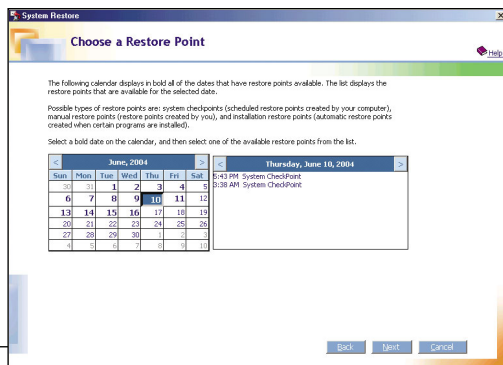 System Restore
Choose a Restore Point
Help
The following calendar displays in bold all of the dates that have restore points available. The list displays the
restore points that are available for the selected date.
Possible types of restore points are: system checkpoints (scheduled restore points created by your computer),
manual restore points (restore points created by you), and installation restore points (automatic restore points
created when certain programs are installed).
Select a bold date on the calendar, and then select one of the available restore points from the list.
< June, 2004 >
Sun Mon Tue Wed Thu Fri Sat
30 31 1 2 3 4 5
6 7 8 9 10 11 12
13 14 15 16 17 18 19
20 21 22 23 24 25 26
27 28 29 30 1 2 3
4 5 6 7 8 9 10
< Thursday, June 10, 2004 >
5:43 PM System CheckPoint
3:38 AM System CheckPoint
Back Next Cancel